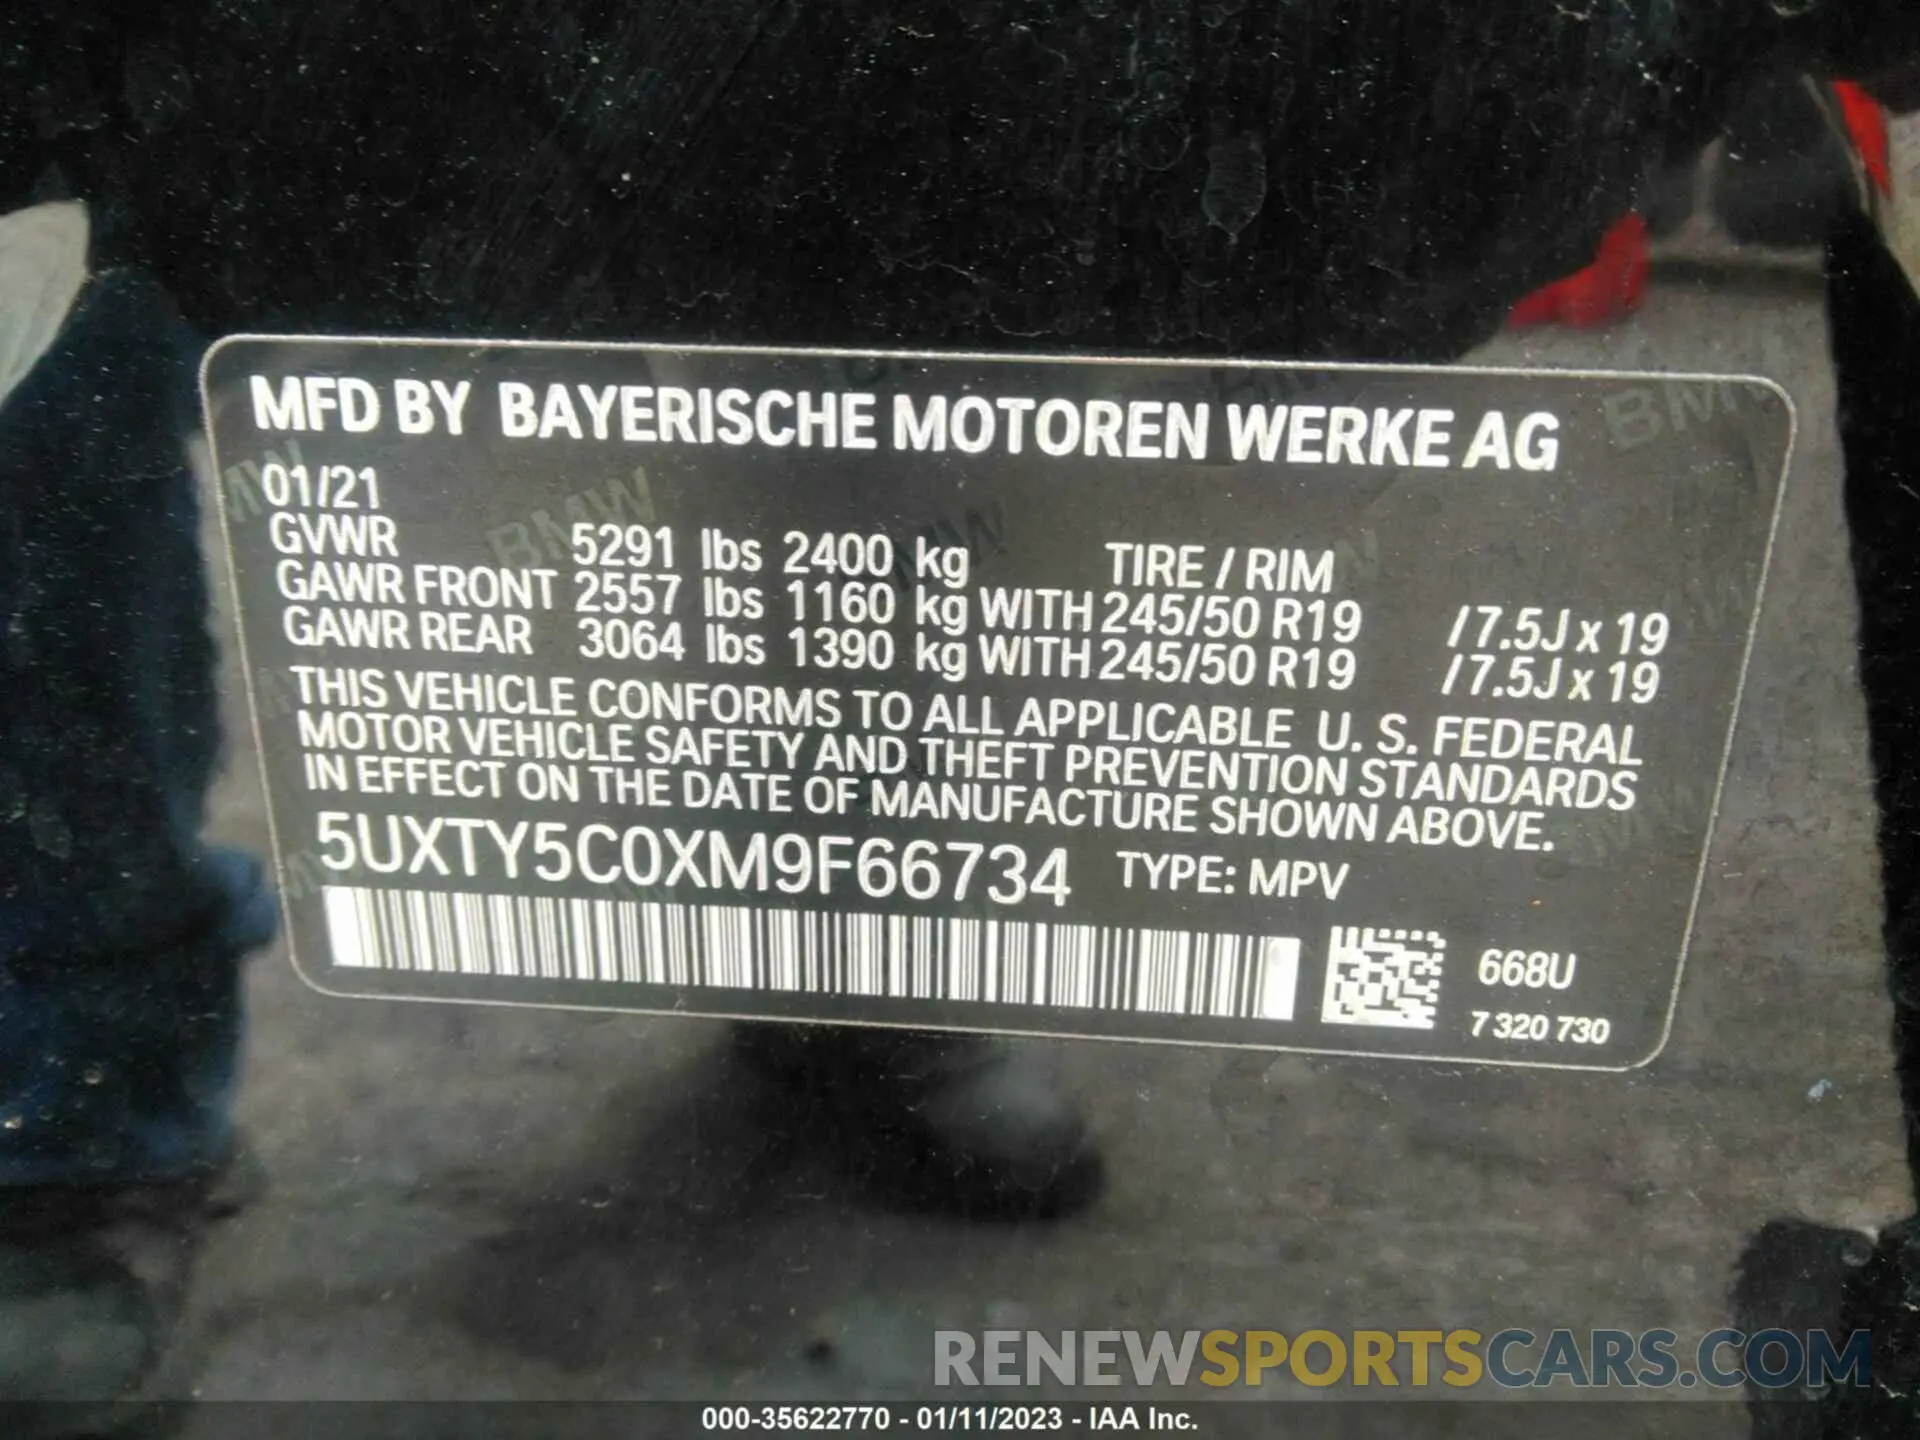 MFD BY BAYERISCHE MOTOREN WERKE AG
01/21
GVWR 5291 lbs 2400 kg TIRE / RIM
GAWR FRONT 2557 lbs 1160 kg WITH 245/50 R19 /7.5J x 19
GAWR REAR 3064 lbs 1390 kg WITH 245/50 R19 /7.5J x 19
THIS VEHICLE CONFORMS TO ALL APPLICABLE U. S. FEDERAL
MOTOR VEHICLE SAFETY AND THEFT PREVENTION STANDARDS
IN EFFECT ON THE DATE OF MANUFACTURE SHOWN ABOVE.
5UXTY5C0XM9F66734 TYPE: MPV
668U
7 320 730
RENEWSPORTSCARS.COM
000-35622770 - 01/11/2023 - IAA Inc.